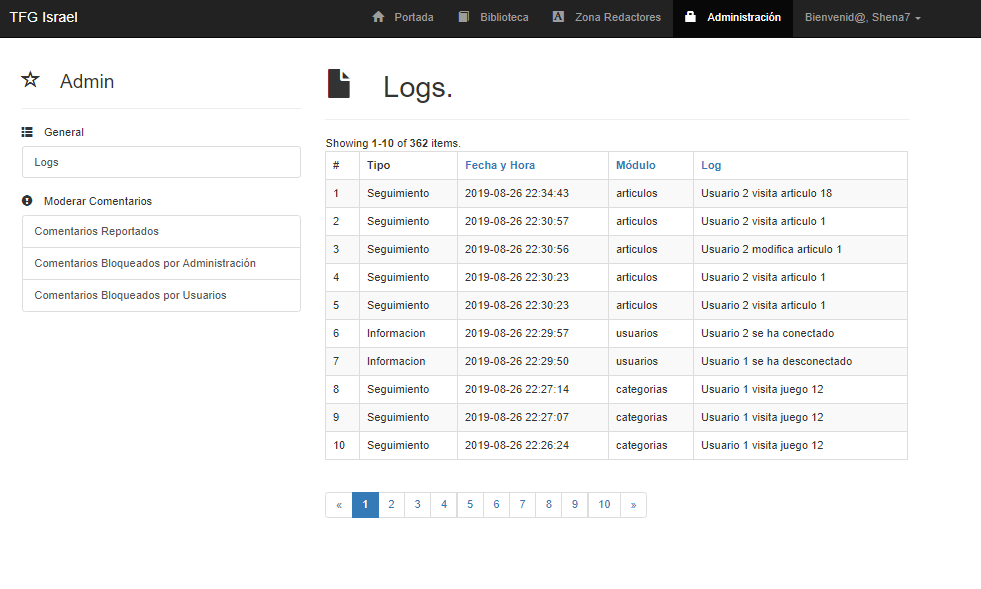 TFG Israel Portada Biblioteca Zona Redactores Administración Bienvenid@, Shena7
Admin
General
Logs
Moderar Comentarios
Comentarios Reportados
Comentarios Bloqueados por Administración
Comentarios Bloqueados por Usuarios
Logs.
Showing 1-10 of 362 items.
# Tipo Fecha y Hora Módulo Log
1 Seguimiento 2019-08-26 22:34:43 articulos Usuario 2 visita articulo 18
2 Seguimiento 2019-08-26 22:30:57 articulos Usuario 2 visita articulo 1
3 Seguimiento 2019-08-26 22:30:56 articulos Usuario 2 modifica articulo 1
4 Seguimiento 2019-08-26 22:30:23 articulos Usuario 2 visita articulo 1
5 Seguimiento 2019-08-26 22:30:23 articulos Usuario 2 visita articulo 1
6 Informacion 2019-08-26 22:29:57 usuarios Usuario 2 se ha conectado
7 Informacion 2019-08-26 22:29:50 usuarios Usuario 1 se ha desconectado
8 Seguimiento 2019-08-26 22:27:14 categorias Usuario 1 visita juego 12
9 Seguimiento 2019-08-26 22:27:07 categorias Usuario 1 visita juego 12
10 Seguimiento 2019-08-26 22:26:24 categorias Usuario 1 visita juego 12
« 1 2 3 4 5 6 7 8 9 10 »